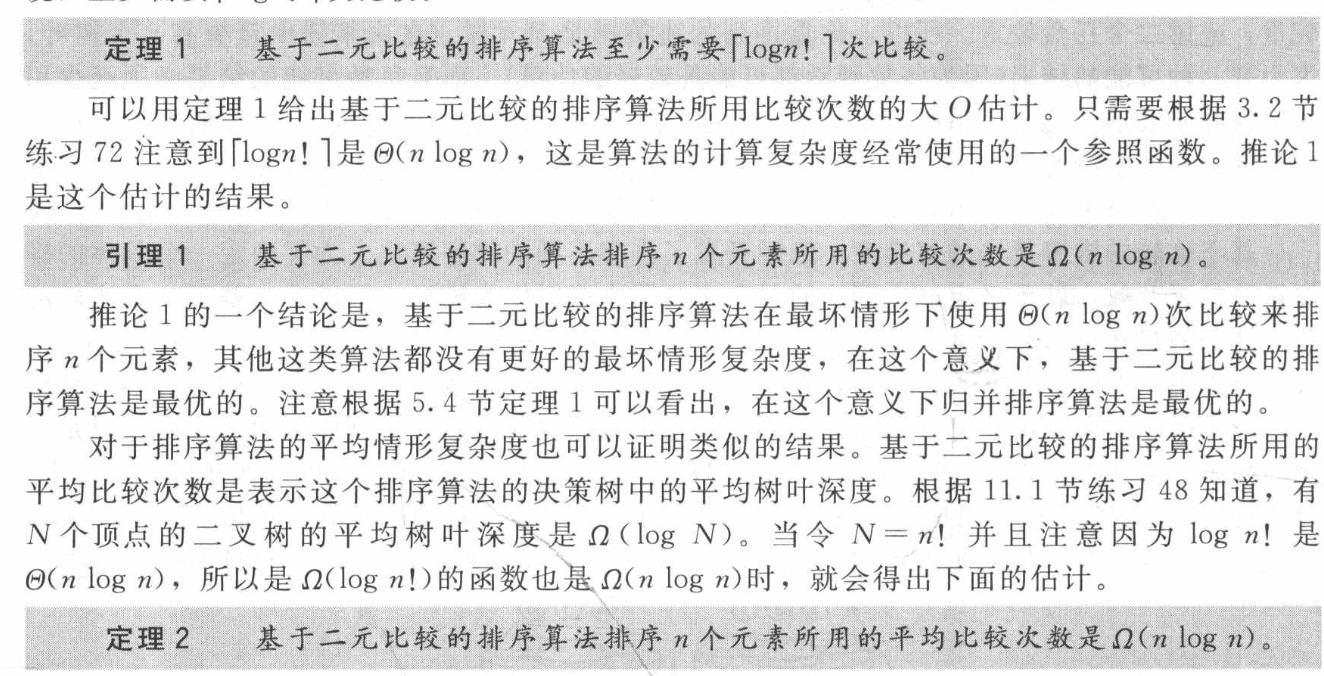 定理 1 基于二元比较的排序算法至少需要⌈logn!⌉次比较。
可以用定理 1 给出基于二元比较的排序算法所用比较次数的大 O 估计。只需要根据 3.2 节
练习 72 注意到⌈logn!⌉是 Θ(n log n),这是算法的计算复杂度经常使用的一个参照函数。推论 1
是这个估计的结果。
引理 1 基于二元比较的排序算法排序 n 个元素所用的比较次数是 Ω(n log n)。
推论 1 的一个结论是,基于二元比较的排序算法在最坏情形下使用 Θ(n log n)次比较来排
序 n 个元素,其他这类算法都没有更好的最坏情形复杂度,在这个意义下,基于二元比较的排
序算法是最优的。注意根据 5.4 节定理 1 可以看出,在这个意义下归并排序算法是最优的。
对于排序算法的平均情形复杂度也可以证明类似的结果。基于二元比较的排序算法所用的
平均比较次数是表示这个排序算法的决策树中的平均树叶深度。根据 11.1 节练习 48 知道,有
N 个顶点的二叉树的平均树叶深度是 Ω(log N)。当令 N=n! 并且注意因为 log n! 是
Θ(n log n),所以是 Ω(log n!)的函数也是 Ω(n log n)时,就会得出下面的估计。
定理 2 基于二元比较的排序算法排序 n 个元素所用的平均比较次数是 Ω(n log n)。